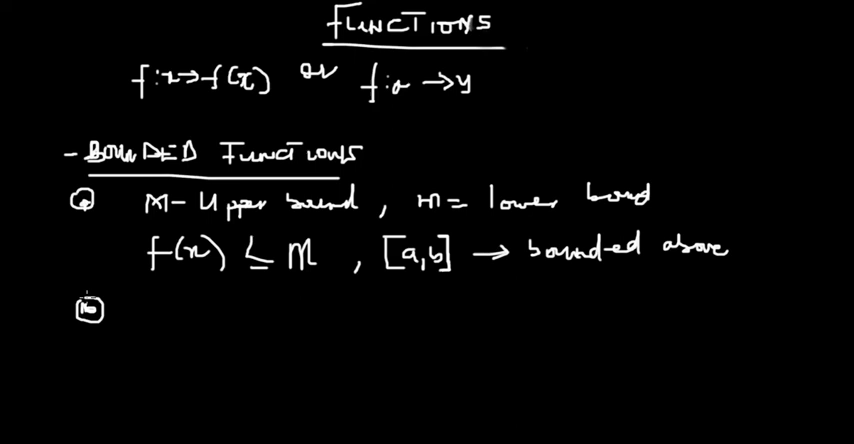 FUNCTIONS
f:x→f(x) or f:x →y
- BOUNDED FUNCTIONS
M- Upper bound, m= lower bound
f(x) ≤ M, [a,b] → bounded above